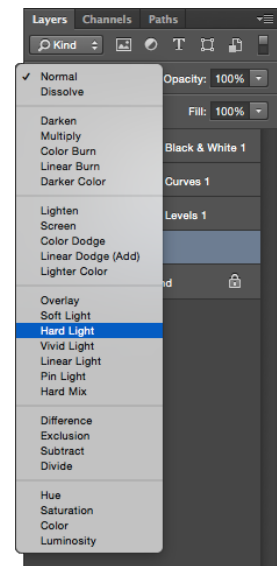 Layers Channels Paths
Kind T
✓ Normal Opacity: 100%
Dissolve
Darken Fill: 100%
Multiply
Color Burn Black & White 1
Linear Burn
Darker Color Curves 1
Lighten
Screen Levels 1
Color Dodge
Linear Dodge (Add)
Lighter Color nd
Overlay
Soft Light
Hard Light
Vivid Light
Linear Light
Pin Light
Hard Mix
Difference
Exclusion
Subtract
Divide
Hue
Saturation
Color
Luminosity